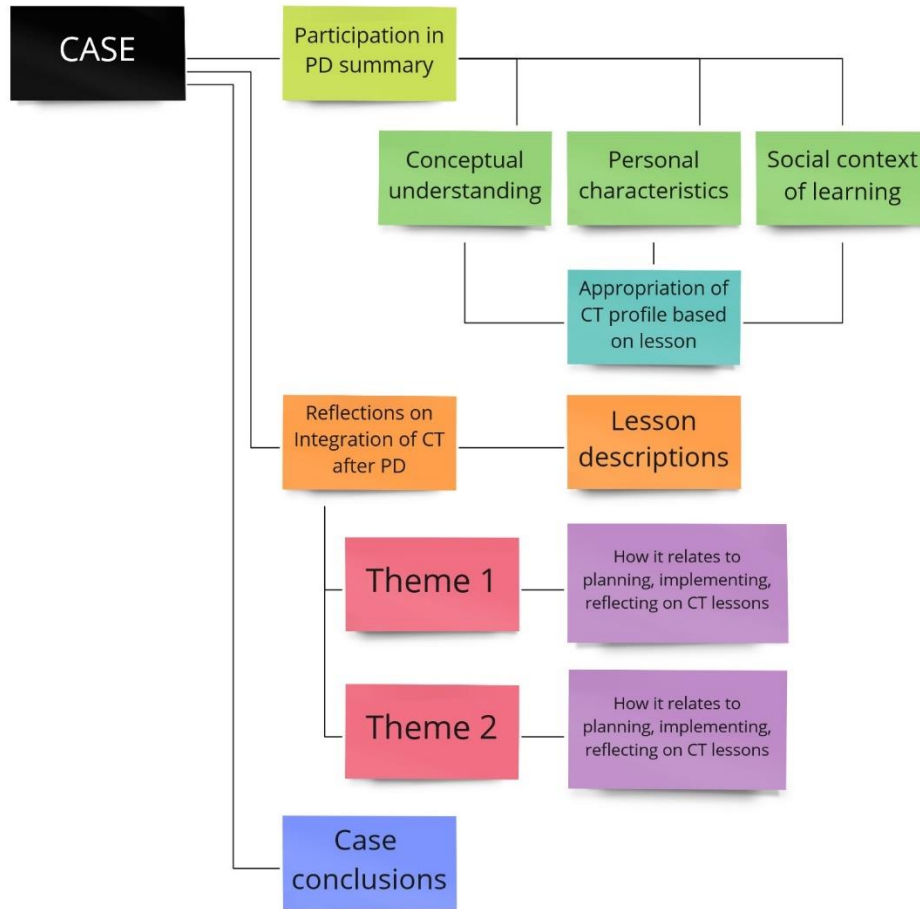 CASE
Participation in
PD summary
Conceptual
understanding
Personal
characteristics
Social context
of learning
Appropriation of
CT profile based
on lesson
Reflections on
Integration of CT
after PD
Lesson
descriptions
Theme 1
How it relates to
planning, implementing,
reflecting on CT lessons
Theme 2
How it relates to
planning, implementing,
reflecting on CT lessons
Case
conclusions